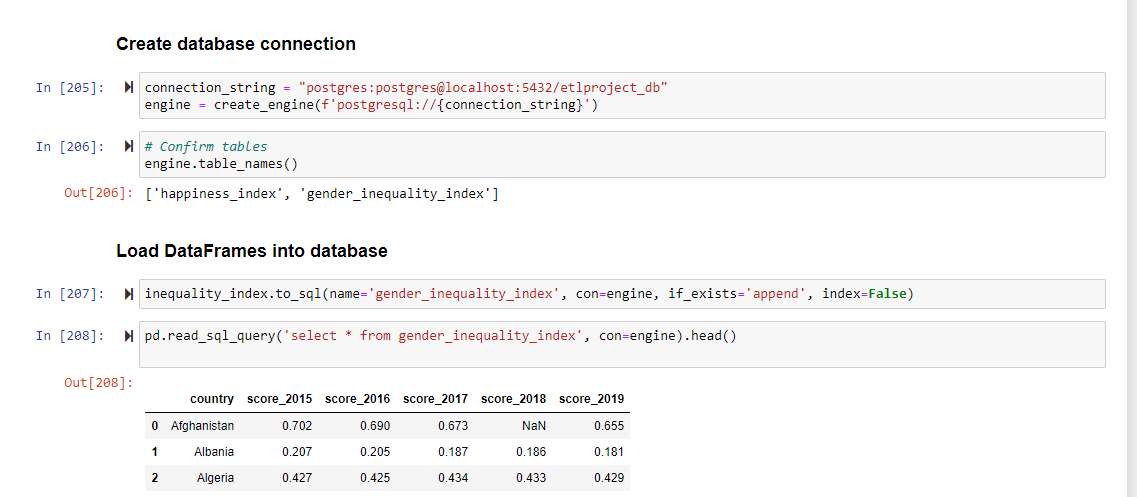 Create database connection
In [205]: connection_string = "postgres:postgres@localhost:5432/etlproject_db"
engine = create_engine(f'postgresql://{connection_string}')
In [206]: # Confirm tables
engine.table_names()
Out[206]: ['happiness_index', 'gender_inequality_index']
Load DataFrames into database
In [207]: inequality_index.to_sql(name='gender_inequality_index', con=engine, if_exists='append', index=False)
In [208]: pd.read_sql_query('select * from gender_inequality_index', con=engine).head()
Out[208]:
country score_2015 score_2016 score_2017 score_2018 score_2019
0 Afghanistan 0.702 0.690 0.673 NaN 0.655
1 Albania 0.207 0.205 0.187 0.186 0.181
2 Algeria 0.427 0.425 0.434 0.433 0.429